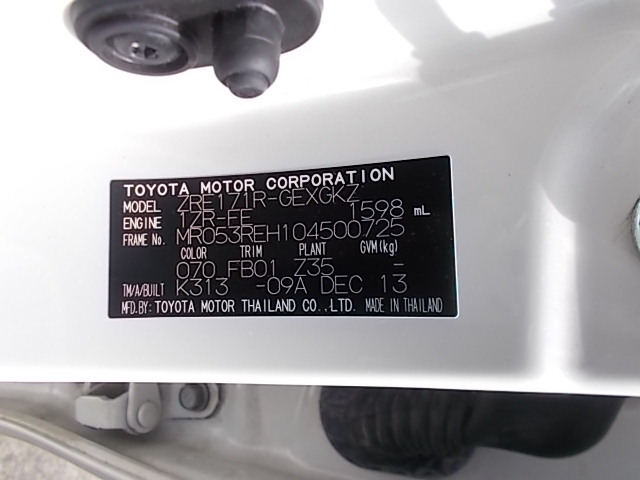 TOYOTA MOTOR CORPORATION
MODEL ZRE171R-GEXGKZ
ENGINE 1ZR-FE 1598 mL
FRAME No. MR053REH104500725
COLOR TRIM PLANT GVM(kg)
070 FB01 Z35 -
TM/A/BUILT K313 -09A DEC 13
MFD.BY: TOYOTA MOTOR THAILAND CO.,LTD. MADE IN THAILAND